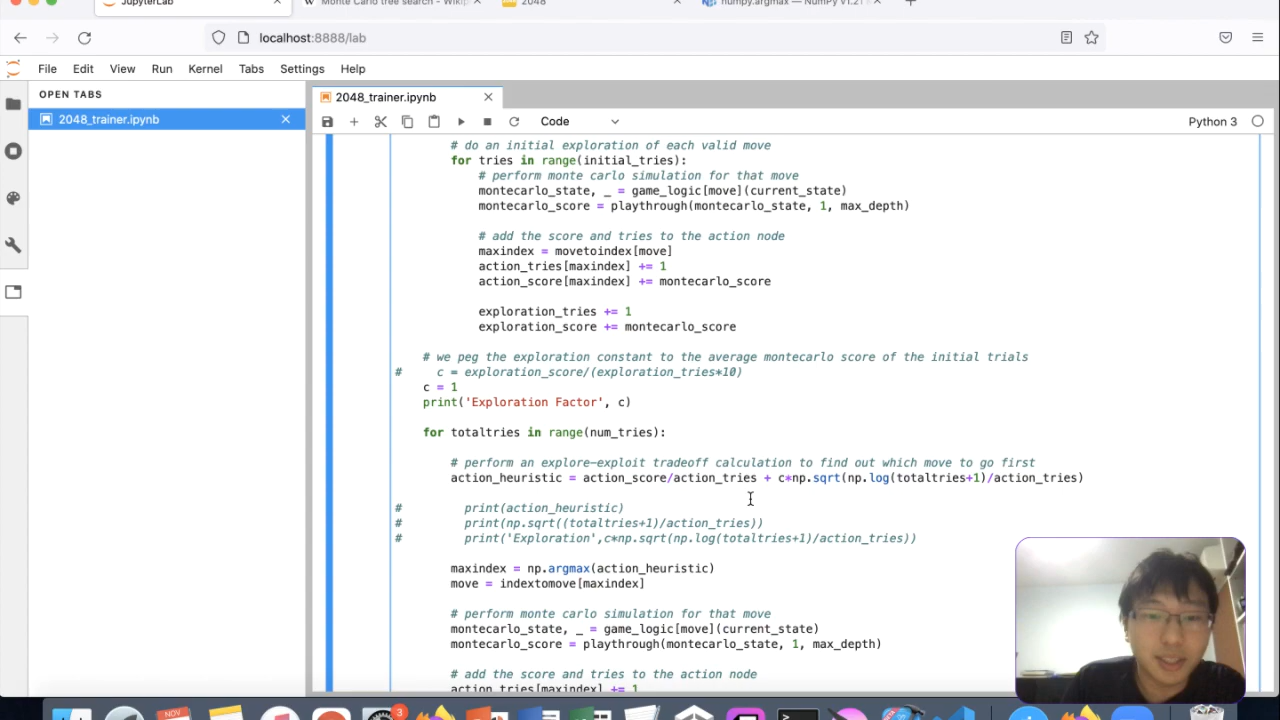 JupyterLab
Monte Carlo tree search - Wikip
2048
numpy.argmax — NumPy v1.21
localhost:8888/lab
File Edit View Run Kernel Tabs Settings Help
OPEN TABS
2048_trainer.ipynb
2048_trainer.ipynb
Code
Python 3
# do an initial exploration of each valid move
for tries in range(initial_tries):
# perform monte carlo simulation for that move
montecarlo_state, _ = game_logic[move](current_state)
montecarlo_score = playthrough(montecarlo_state, 1, max_depth)
# add the score and tries to the action node
maxindex = movetoindex[move]
action_tries[maxindex] += 1
action_score[maxindex] += montecarlo_score
exploration_tries += 1
exploration_score += montecarlo_score
# we peg the exploration constant to the average montecarlo score of the initial trials
# c = exploration_score/(exploration_tries*10)
c = 1
print('Exploration Factor', c)
for totaltries in range(num_tries):
# perform an explore-exploit tradeoff calculation to find out which move to go first
action_heuristic = action_score/action_tries + c*np.sqrt(np.log(totaltries+1)/action_tries)
# print(action_heuristic)
# print(np.sqrt((totaltries+1)/action_tries))
# print('Exploration',c*np.sqrt(np.log(totaltries+1)/action_tries))
maxindex = np.argmax(action_heuristic)
move = indextomove[maxindex]
# perform monte carlo simulation for that move
montecarlo_state, _ = game_logic[move](current_state)
montecarlo_score = playthrough(montecarlo_state, 1, max_depth)
# add the score and tries to the action node
action_tries[maxindex] += 1
NOV
3